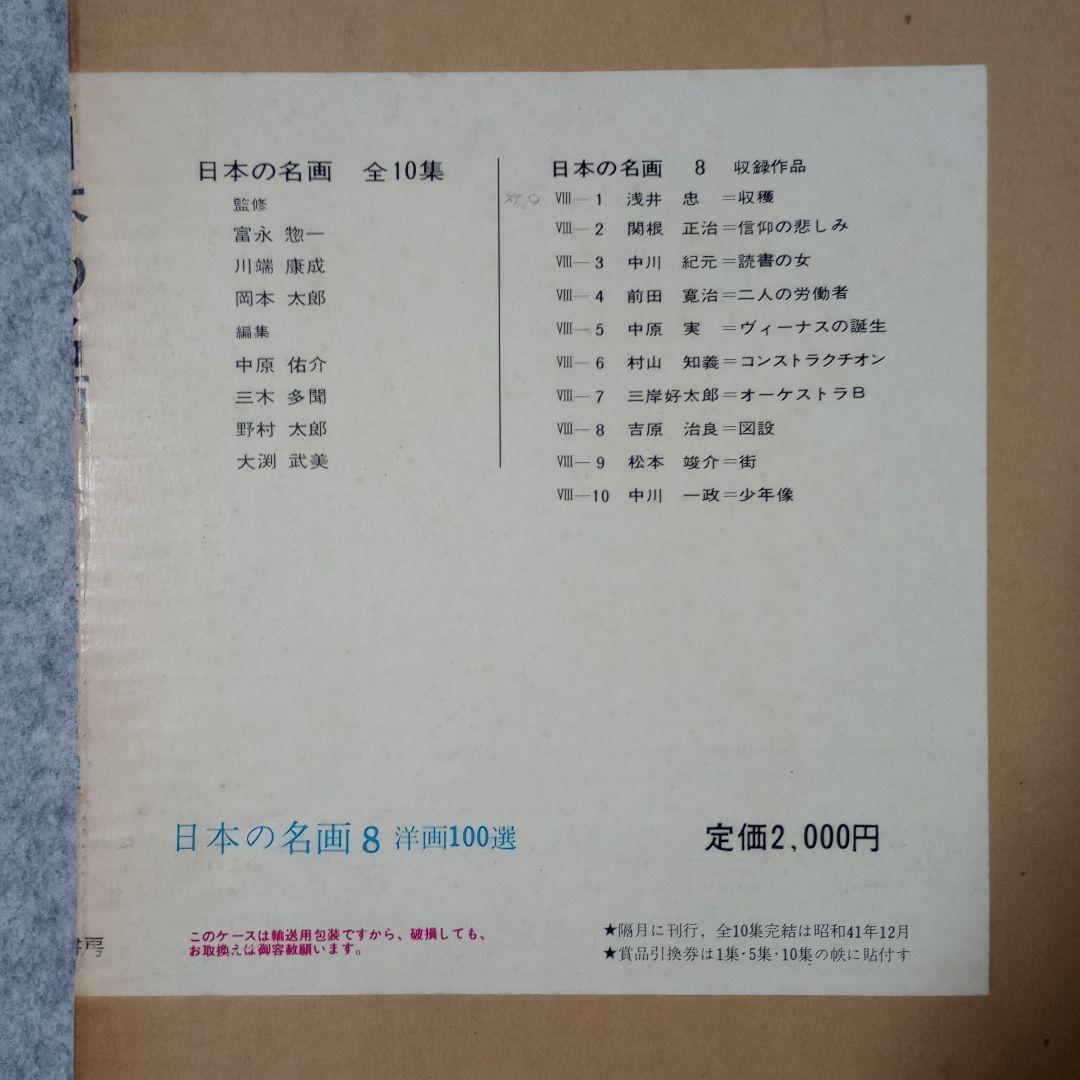 日本の名画 全10集
監修
富永 惣一
川端 康成
岡本 太郎
編集
中原 佑介
三木 多聞
野村 太郎
大渕 武美
日本の名画 8 収録作品
VIII—1 浅井 忠＝収穫
VIII—2 関根 正治＝信仰の悲しみ
VIII—3 中川 紀元＝読書の女
VIII—4 前田 寛治＝二人の労働者
VIII—5 中原 実＝ヴィーナスの誕生
VIII—6 村山 知義＝コンストラクチオン
VIII—7 三岸好太郎＝オーケストラB
VIII—8 吉原 治良＝図設
VIII—9 松本 竣介＝街
VIII—10 中川 一政＝少年像
日本の名画8 洋画100選
定価2,000円
このケースは輸送用包装ですから、破損しても、
お取換えは御容赦願います。
★隔月に刊行，全10集完結は昭和41年12月
★賞品引換券は1集・5集・10集の帙に貼付す
房